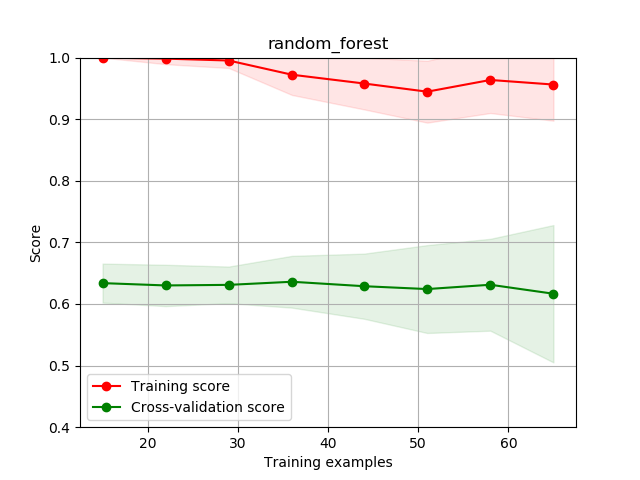 random_forest
1.0
0.9
0.8
0.7
0.6
0.5
0.4
Score
Training score
Cross-validation score
20 30 40 50 60
Training examples